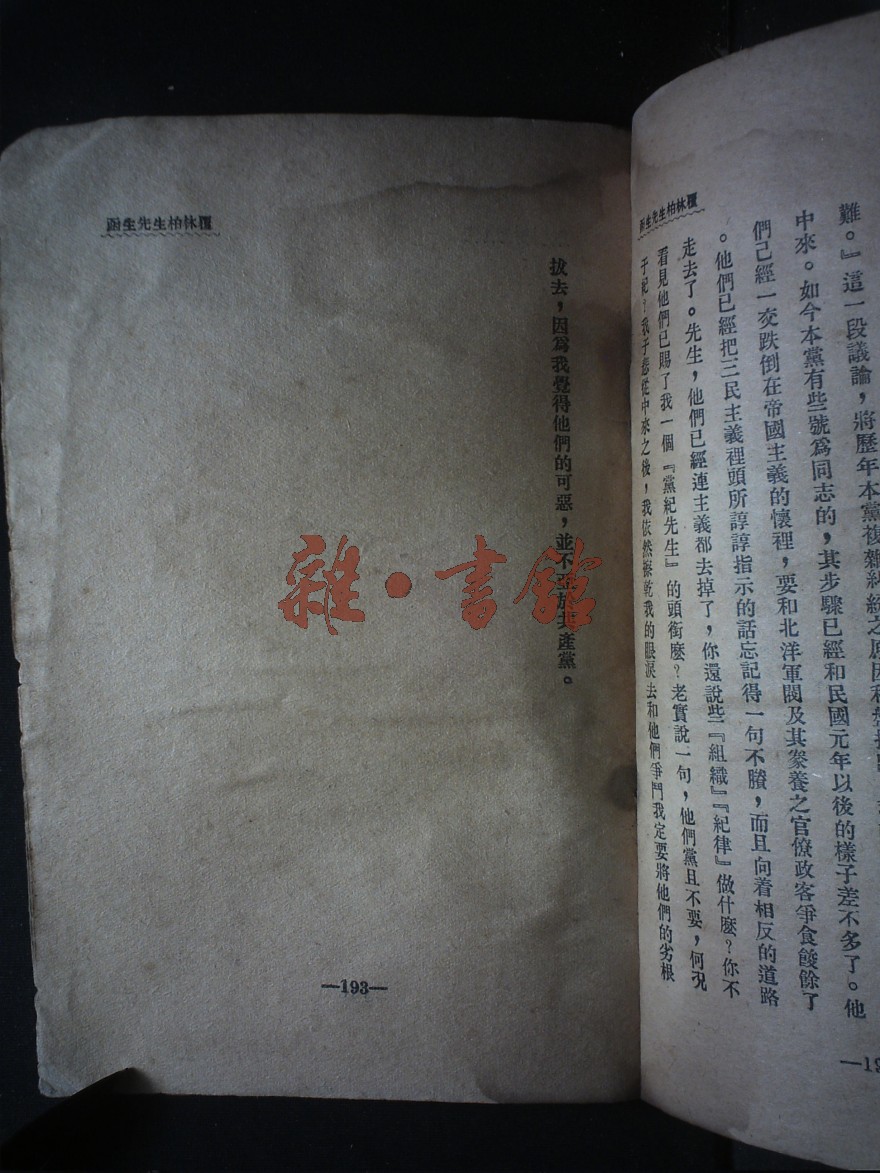 覆林柏生先生函
難。』這一段議論，將歷年本黨複雜糾紛之原因和盤
中來。如今本黨有些號爲同志的，其步驟已經和民國元年以後的樣子差不多了。他
們己經一交跌倒在帝國主義的懷裡，要和北洋軍閥及其豢養之官僚政客爭食餕餘了
。他們已經把三民主義裡頭所諄諄指示的話忘記得一句不賸，而且向着相反的道路
走去了。先生，他們已經連主義都去掉了，你還說些『組織』『紀律』做什麼？你不
看見他們已賜了我一個『黨紀先生』的頭銜麼？老實說一句，他們黨且不要，何況
于紀？我于悲從中來之後，我依然擦乾我的眼淚去和他們爭鬥我定要將他們的劣根
覆林柏生先生函
拔去，因爲我覺得他們的可惡，並不亞於共產黨。
—193—
雜·書館